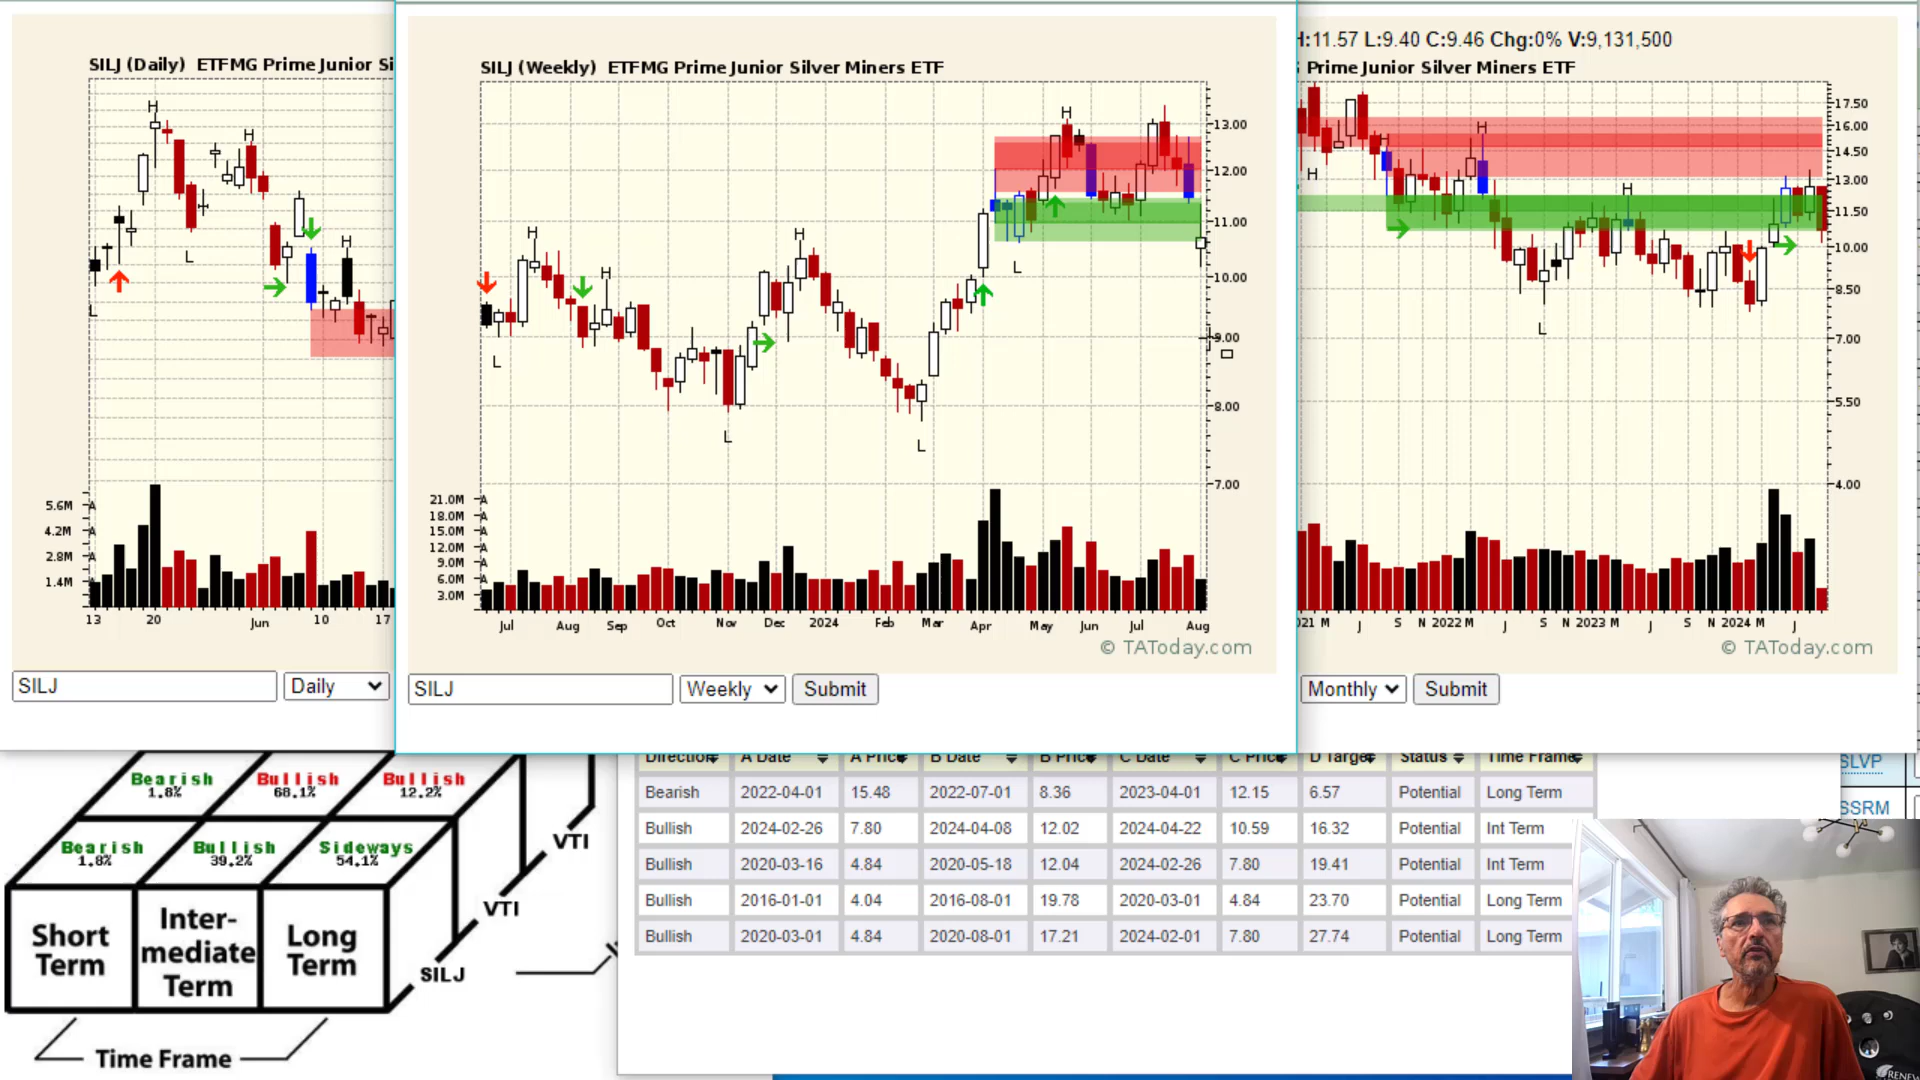 SILJ (Daily)  ETFMG Prime Junior Si
H
H
H
L
L
5.6M
4.2M
2.8M
1.4M
13 20 Jun 10 17
SILJ
Daily
SILJ (Weekly)  ETFMG Prime Junior Silver Miners ETF
H
H
H
H
L
L
L
L
13.00
12.00
11.00
10.00
9.00
8.00
7.00
21.0M
18.0M
15.0M
12.0M
9.0M
6.0M
3.0M
Jul Aug Sep Oct Nov Dec 2024 Feb Mar Apr May Jun Jul Aug
© TAToday.com
SILJ
Weekly
Submit
H:11.57 L:9.40 C:9.46 Chg:0% V:9,131,500
Prime Junior Silver Miners ETF
H
H
H
H
L
17.50
16.00
14.50
13.00
11.50
10.00
8.50
7.00
5.50
4.00
021 M J S N 2022 M J S N 2023 M J S N 2024 M J
© TAToday.com
Monthly
Submit
Bearish Bullish Bullish
1.8% 68.1% 12.2%
Bearish Bullish Sideways
1.8% 39.2% 54.1%
Short Term
Inter-mediate Term
Long Term
VTI
VTI
SILJ
Time Frame
Direction A Date A Price B Date B Price C Date C Price D Target Status Time Frame
Bearish 2022-04-01 15.48 2022-07-01 8.36 2023-04-01 12.15 6.57 Potential Long Term
Bullish 2024-02-26 7.80 2024-04-08 12.02 2024-04-22 10.59 16.32 Potential Int Term
Bullish 2020-03-16 4.84 2020-05-18 12.04 2024-02-26 7.80 19.41 Potential Int Term
Bullish 2016-01-01 4.04 2016-08-01 19.78 2020-03-01 4.84 23.70 Potential Long Term
Bullish 2020-03-01 4.84 2020-08-01 17.21 2024-02-01 7.80 27.74 Potential Long Term
SLVP
SSRM
RENEW